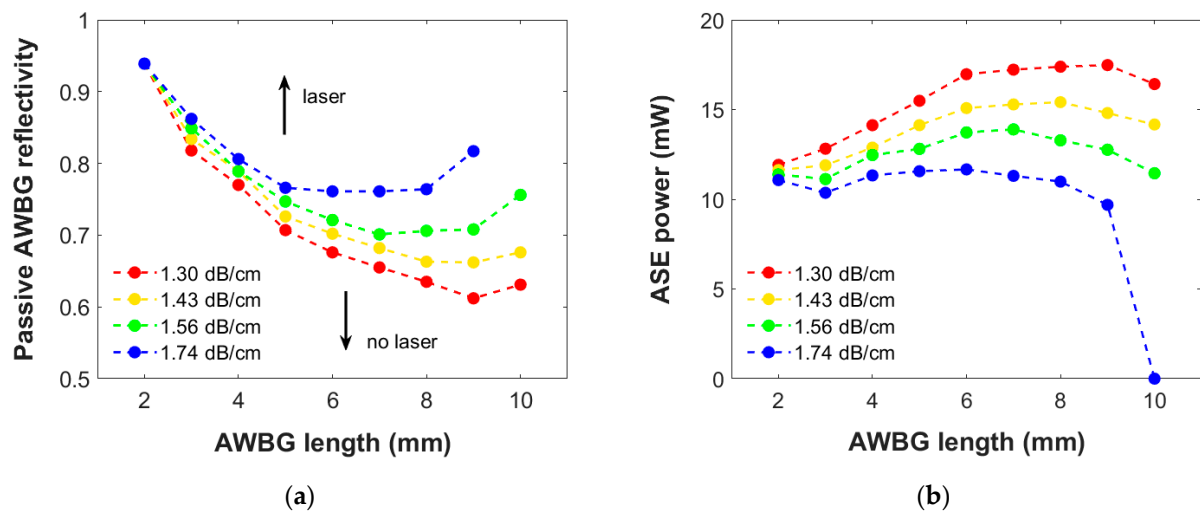 Passive AWBG reflectivity
1
0.9
0.8
0.7
0.6
0.5
laser
no laser
1.30 dB/cm
1.43 dB/cm
1.56 dB/cm
1.74 dB/cm
2 4 6 8 10
AWBG length (mm)
(a)
ASE power (mW)
20
15
10
5
0
1.30 dB/cm
1.43 dB/cm
1.56 dB/cm
1.74 dB/cm
2 4 6 8 10
AWBG length (mm)
(b)